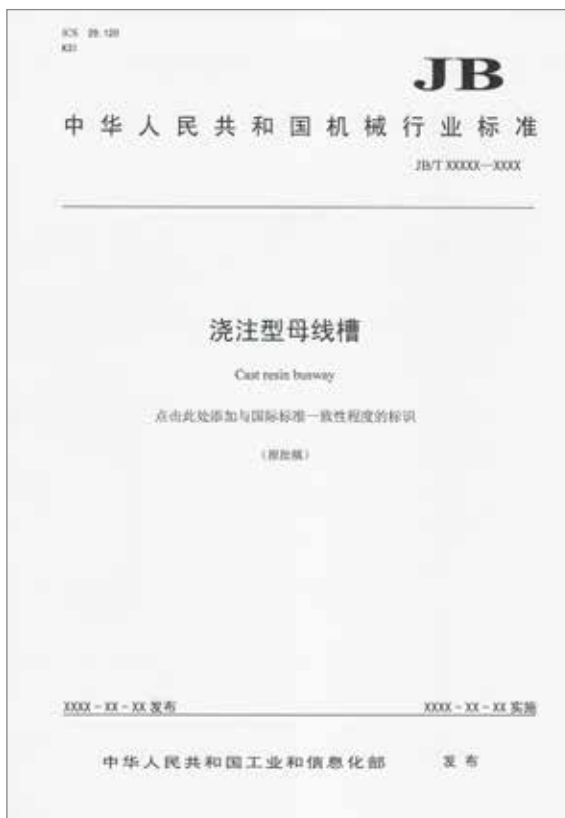 ICS 29.120
K31
JB
中华人民共和国机械行业标准
JB/T XXXXX—XXXX
浇注型母线槽
Cast resin busway
点击此处添加与国际标准一致性程度的标识
（报批稿）
XXXX-XX-XX 发布
XXXX-XX-XX 实施
中华人民共和国工业和信息化部
发布